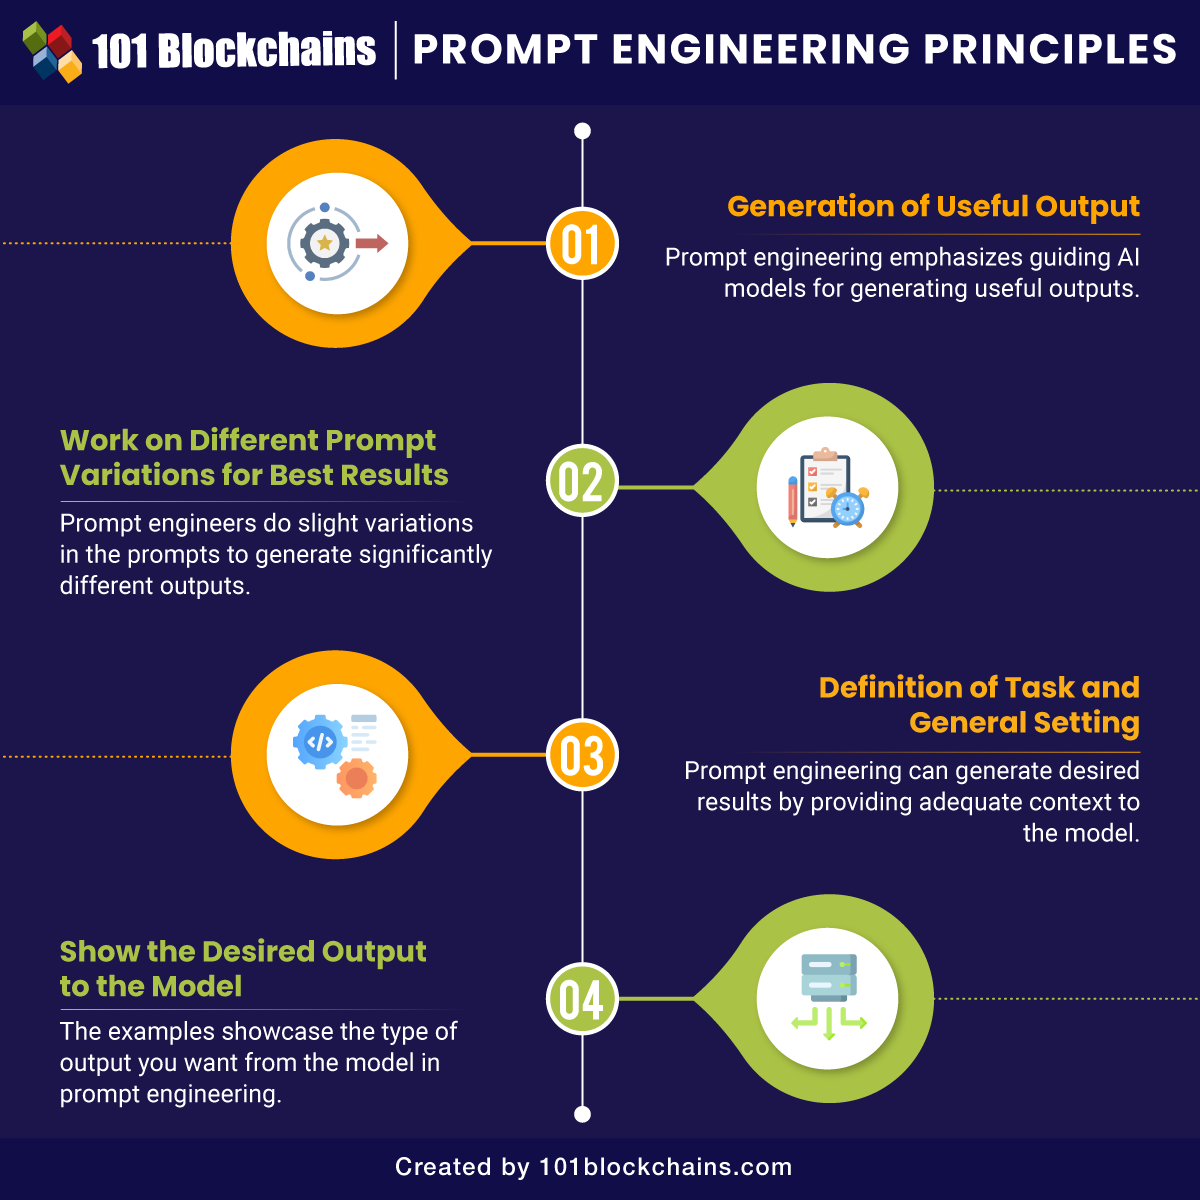 101 Blockchains
PROMPT ENGINEERING PRINCIPLES
01
Generation of Useful Output
Prompt engineering emphasizes guiding AI
models for generating useful outputs.
Work on Different Prompt
Variations for Best Results
Prompt engineers do slight variations
in the prompts to generate significantly
different outputs.
02
03
Definition of Task and
General Setting
Prompt engineering can generate desired
results by providing adequate context to
the model.
Show the Desired Output
to the Model
The examples showcase the type of
output you want from the model in
prompt engineering.
04
Created by 101blockchains.com